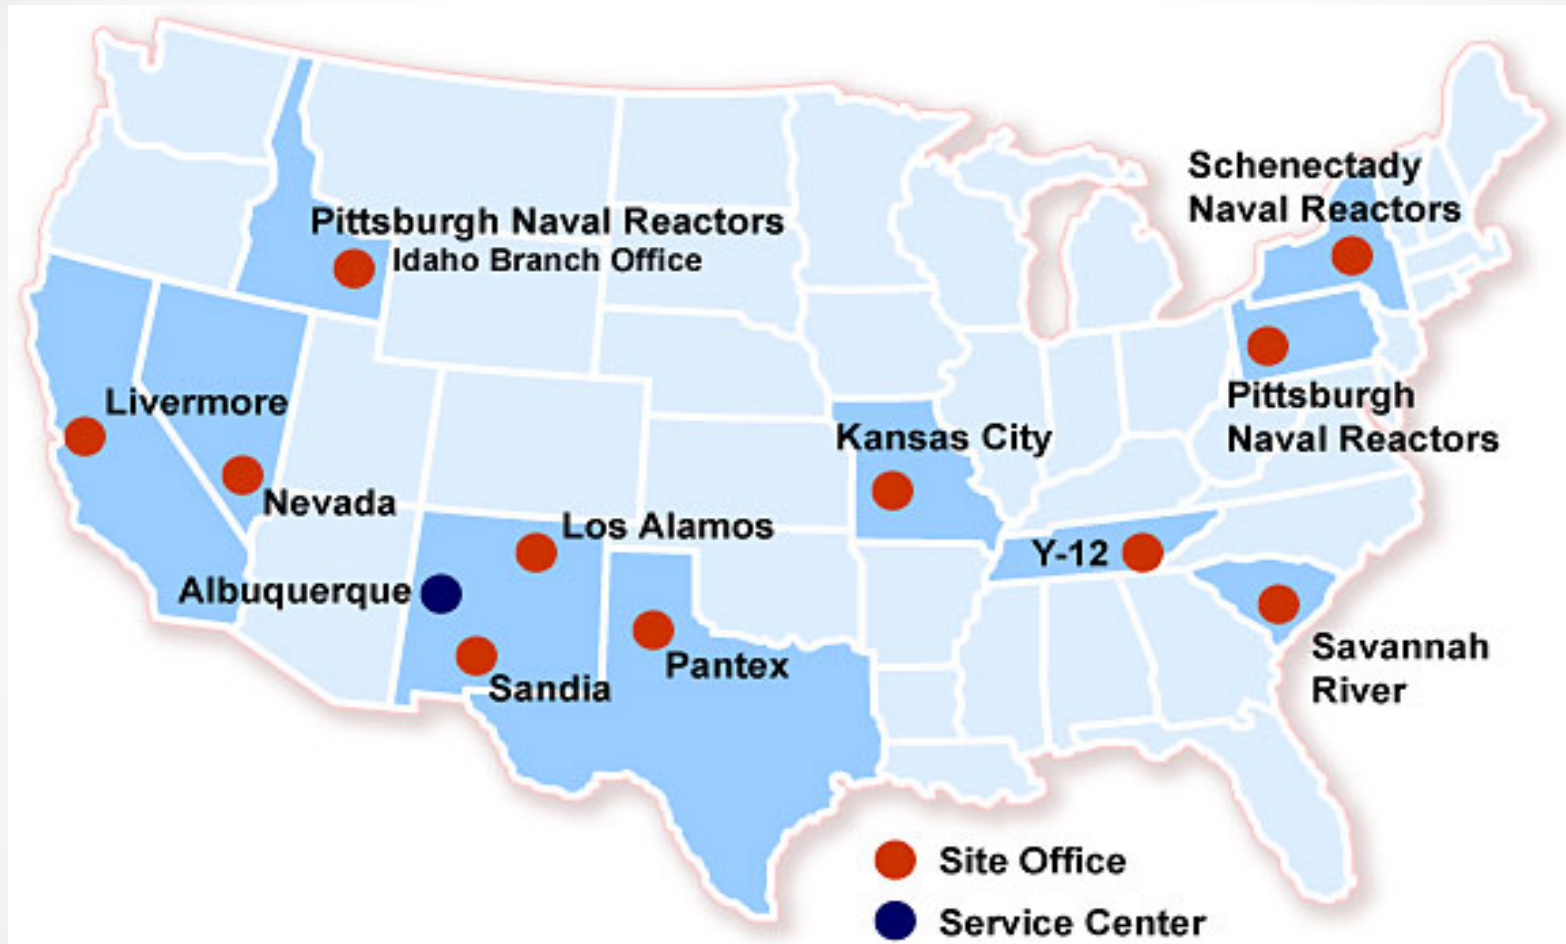 Schenectady
Naval Reactors
Pittsburgh Naval Reactors
Idaho Branch Office
Livermore
Pittsburgh
Naval Reactors
Kansas City
Nevada
Los Alamos
Y-12
Albuquerque
Savannah
River
Pantex
Sandia
Site Office
Service Center